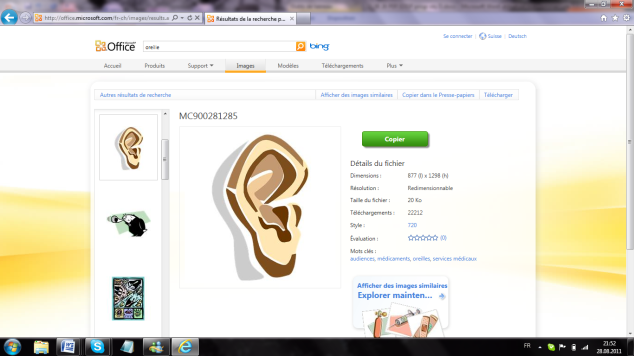 http://office.microsoft.com/fr-ch/images/results.a
Résultats de la recherche p...
Se connecter | Suisse | Deutsch
Office
oreille
bing
Accueil Produits Support Images Modèles Téléchargements Plus
Autres résultats de recherche
Afficher des images similaires | Copier dans le Presse-papiers | Télécharger
MC900281285
Copier
Détails du fichier
Dimensions : 877 (l) x 1298 (h)
Résolution : Redimensionnable
Taille du fichier : 20 Ko
Téléchargements : 22212
Style : 720
Évaluation : (0)
Mots clés :
audiences, médicaments, oreilles, services médicaux
Afficher des images similaires
Explorer mainten...
FR
21:52
28.08.2011